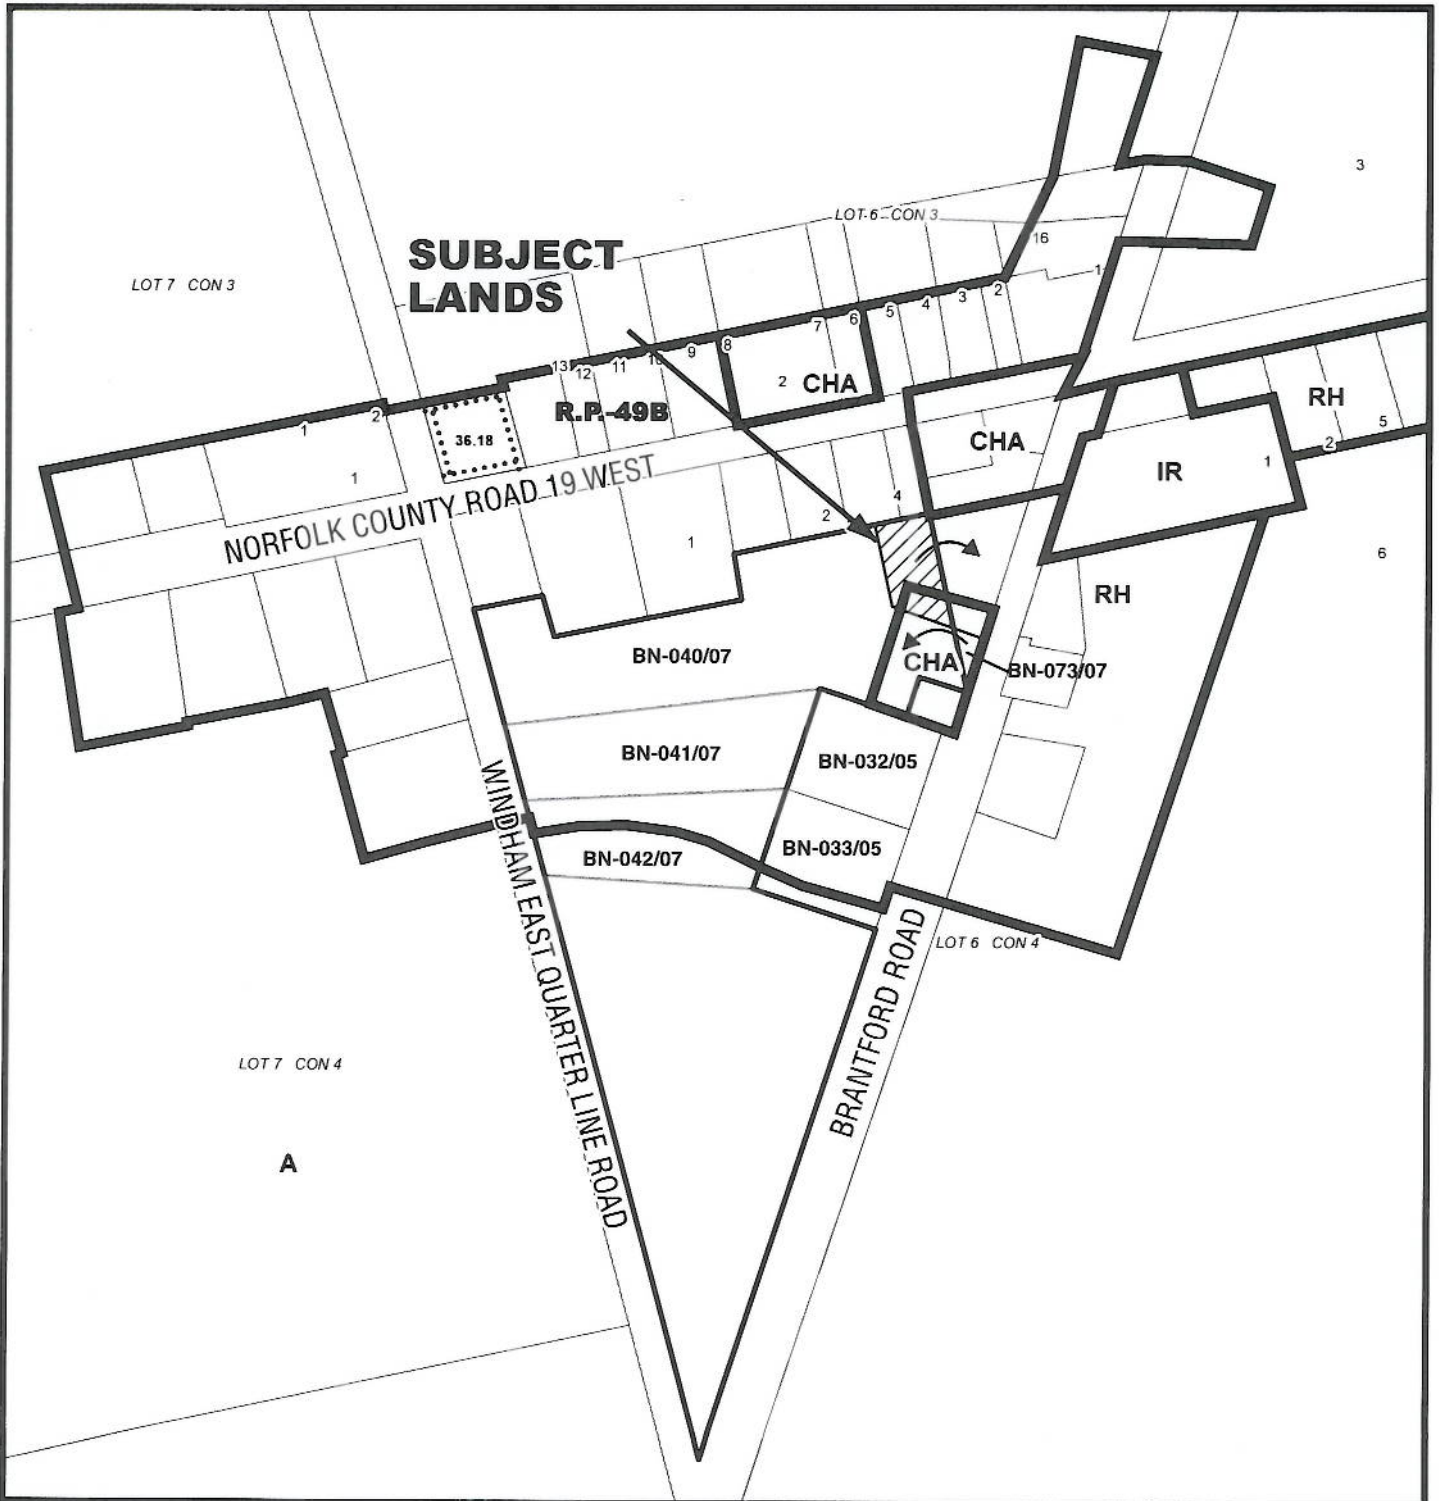 3
LOT 6 CON 3
16
SUBJECT
LANDS
LOT 7 CON 3
1
2
3
4
5
6
7
8
9
10
11
12
13
2
CHA
R.P.-49B
36.18
1
2
1
NORFOLK COUNTY ROAD 19 WEST
CHA
RH
5
2
IR
1
4
2
1
6
RH
BN-040/07
CHA
BN-073/07
BN-041/07
BN-032/05
BN-033/05
BN-042/07
WINDHAM EAST QUARTER LINE ROAD
BRANTFORD ROAD
LOT 6 CON 4
LOT 7 CON 4
A